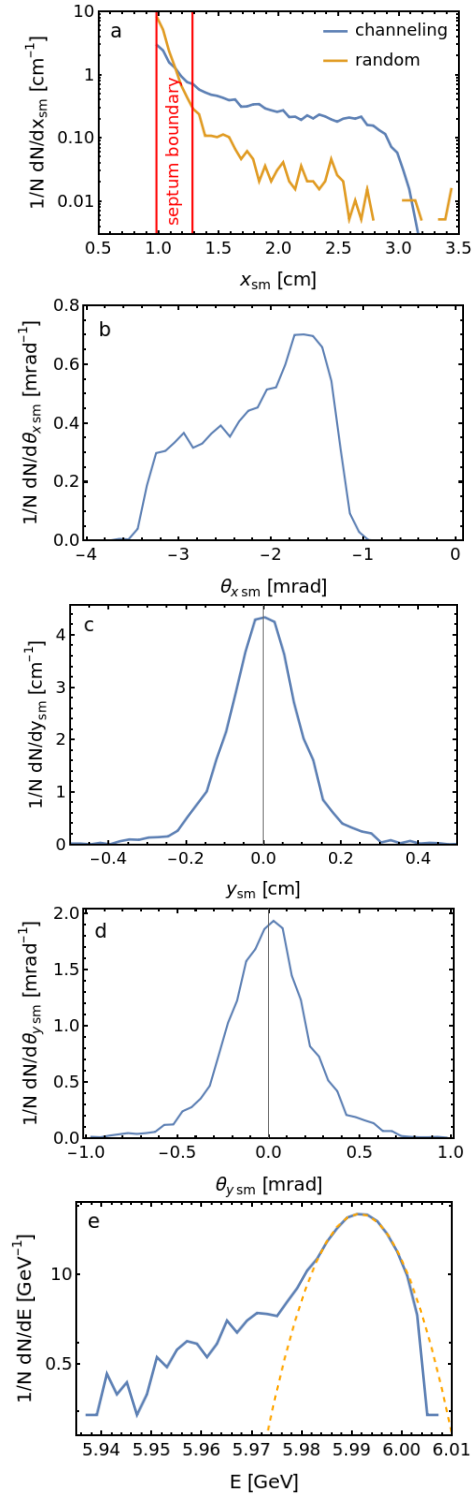 a
channeling
random
septum boundary
1/N dN/dx_sm [cm⁻¹]
10
1
0.10
0.01
0.5 1.0 1.5 2.0 2.5 3.0 3.5
x_sm [cm]
b
1/N dN/dθ_x sm [mrad⁻¹]
0.8
0.6
0.4
0.2
0.0
−4 −3 −2 −1 0
θ_x sm [mrad]
c
1/N dN/dy_sm [cm⁻¹]
4
3
2
1
0
−0.4 −0.2 0.0 0.2 0.4
y_sm [cm]
d
1/N dN/dθ_y sm [mrad⁻¹]
2.0
1.5
1.0
0.5
0.0
−1.0 −0.5 0.0 0.5 1.0
θ_y sm [mrad]
e
1/N dN/dE [GeV⁻¹]
10
0.5
5.94 5.95 5.96 5.97 5.98 5.99 6.00 6.01
E [GeV]